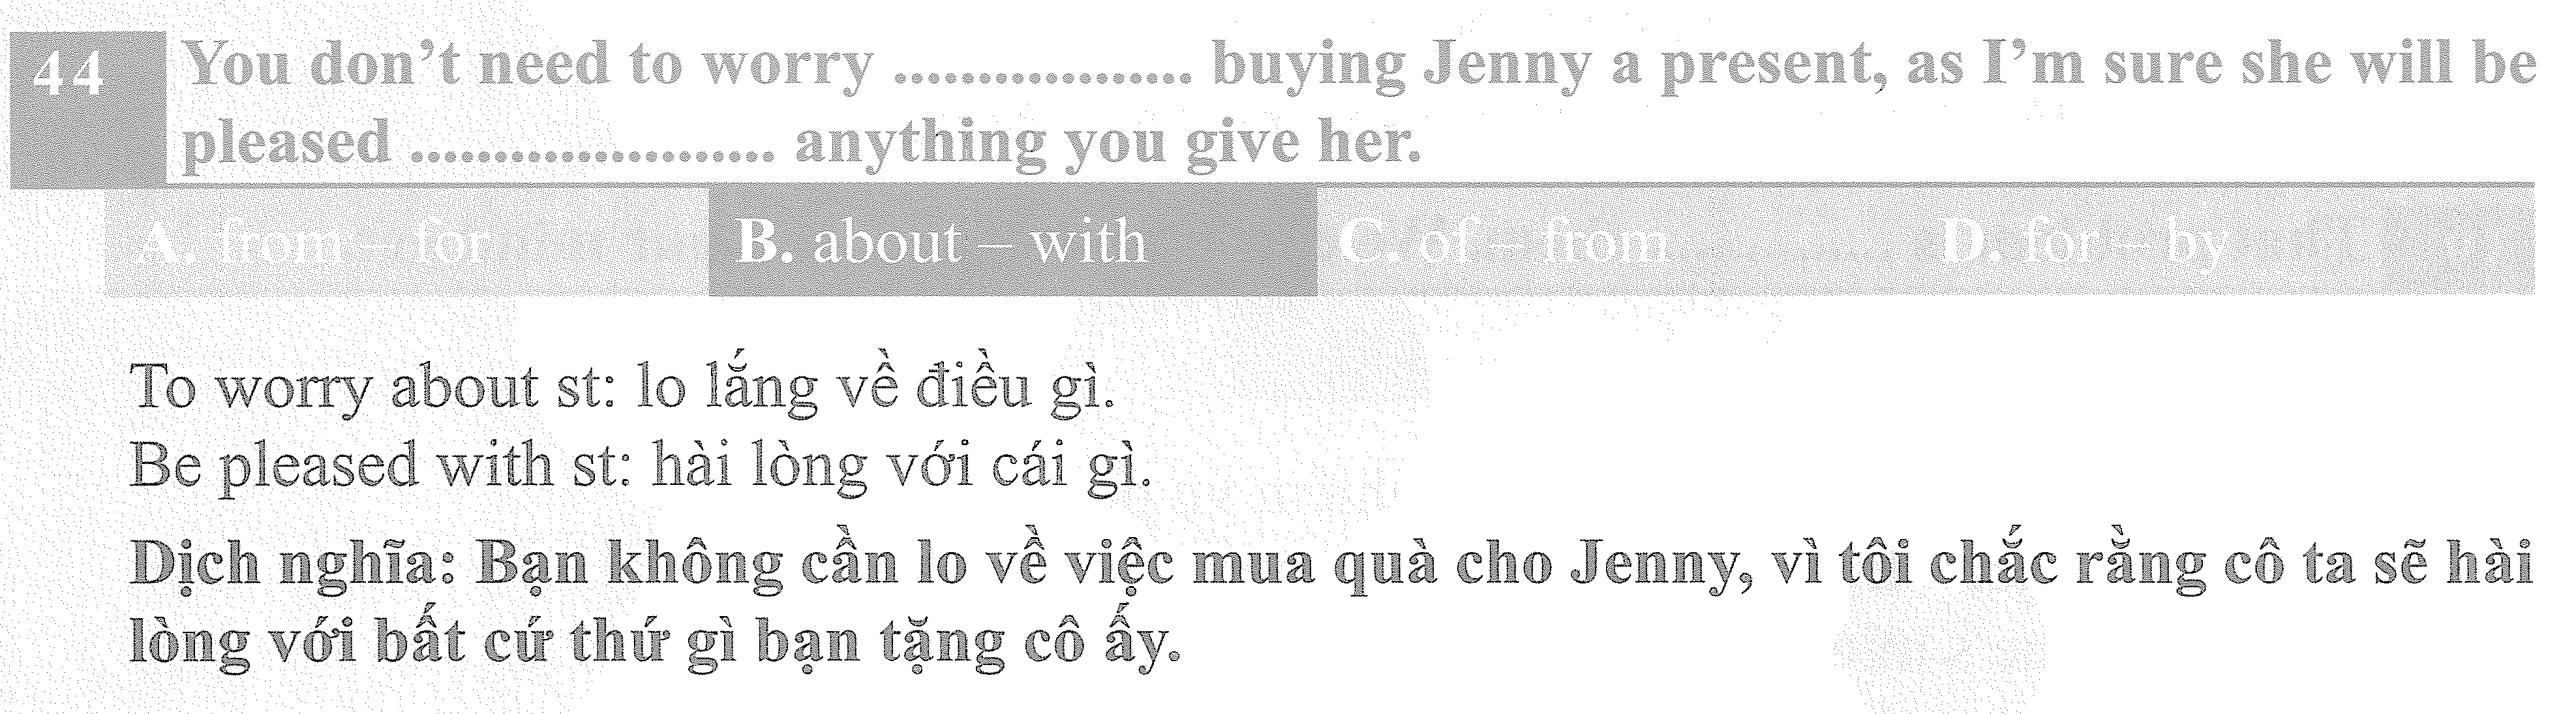 44 You don't need to worry .................. buying Jenny a present, as I'm sure she will be
pleased ...................... anything you give her.
A. from – for B. about – with C. of – from D. for – by
To worry about st: lo lắng về điều gì.
Be pleased with st: hài lòng với cái gì.
Dịch nghĩa: Bạn không cần lo về việc mua quà cho Jenny, vì tôi chắc rằng cô ta sẽ hài
lòng với bất cứ thứ gì bạn tặng cô ấy.